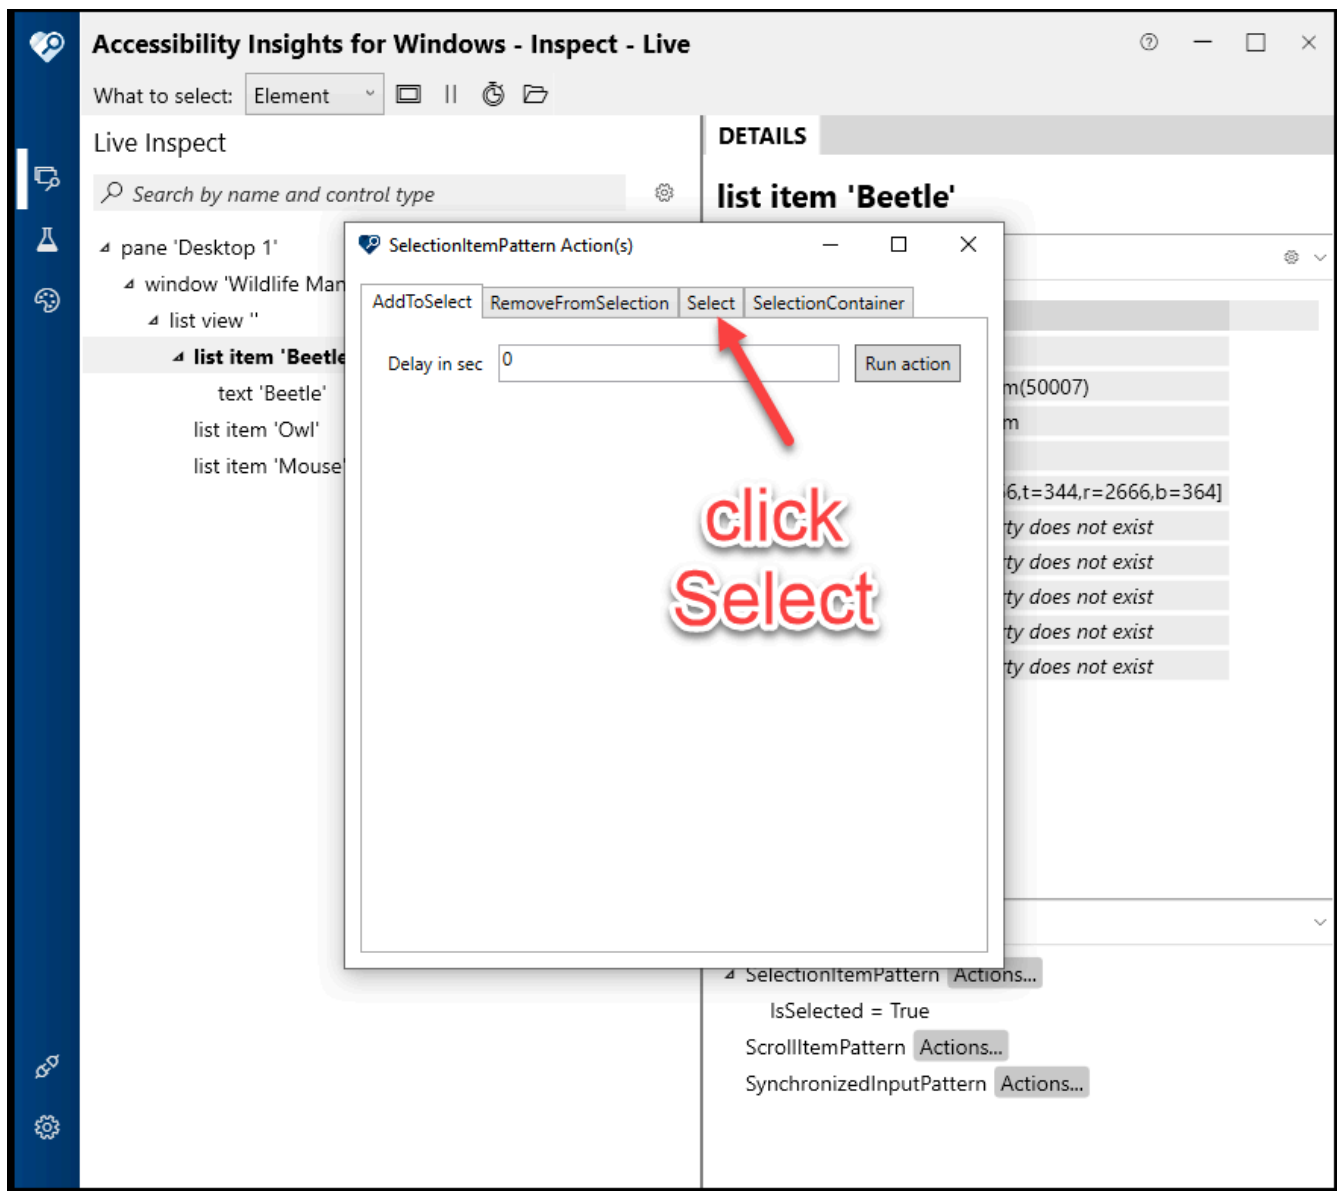 Accessibility Insights for Windows - Inspect - Live
What to select: Element
Live Inspect
Search by name and control type
pane 'Desktop 1'
window 'Wildlife Man
list view ''
list item 'Beetle
text 'Beetle'
list item 'Owl'
list item 'Mouse'
DETAILS
list item 'Beetle'
SelectionItemPattern Action(s)
AddToSelect RemoveFromSelection Select SelectionContainer
Delay in sec 0 Run action
click
Select
m(50007)
m
6,t=344,r=2666,b=364]
ty does not exist
ty does not exist
ty does not exist
rty does not exist
ty does not exist
SelectionItemPattern Actions...
IsSelected = True
ScrollItemPattern Actions...
SynchronizedInputPattern Actions...